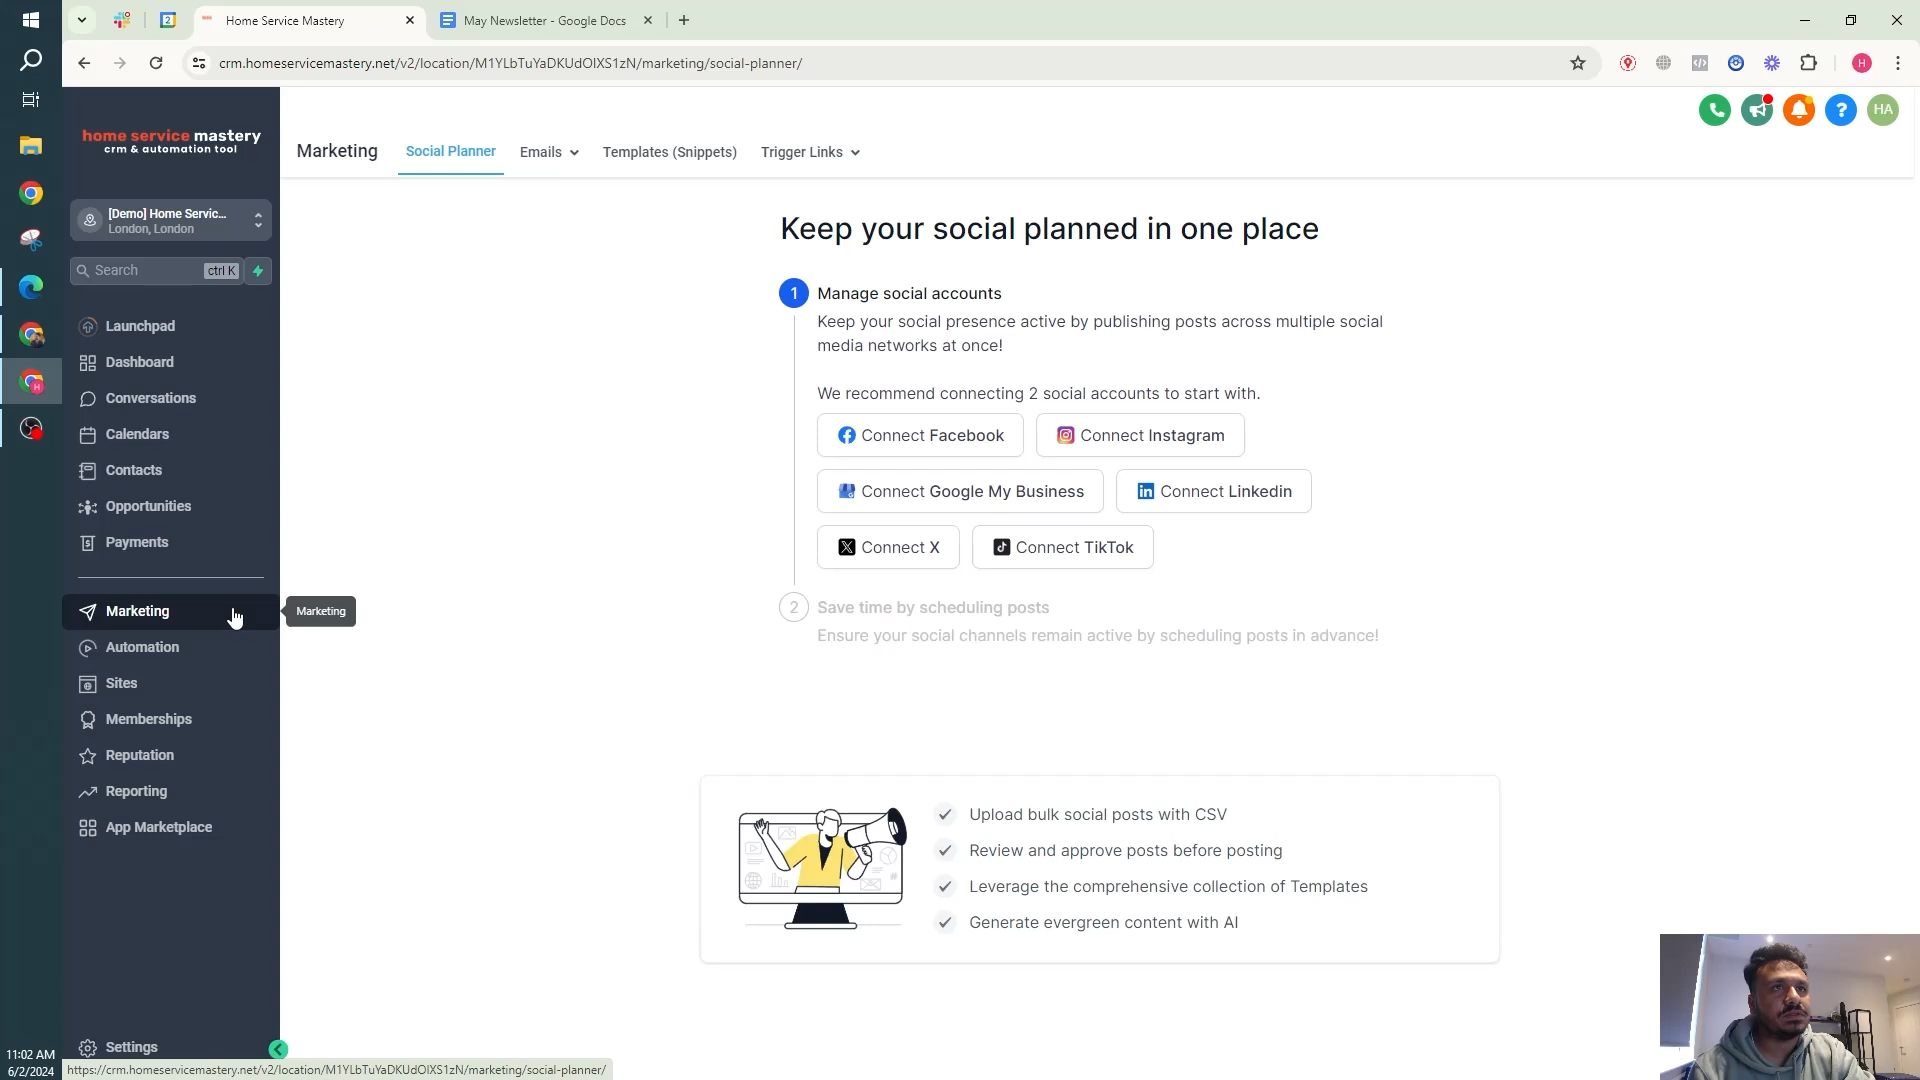 Home Service Mastery
May Newsletter - Google Docs
crm.homeservicemastery.net/v2/location/M1YLbTuYaDKUdOIXS1zN/marketing/social-planner/
H
home service mastery
crm & automation tool
HA
Marketing
Social Planner
Emails
Templates (Snippets)
Trigger Links
[Demo] Home Servic...
London, London
Search
ctrl K
Launchpad
Dashboard
Conversations
Calendars
Contacts
Opportunities
Payments
Marketing
Marketing
Automation
Sites
Memberships
Reputation
Reporting
App Marketplace
Settings
Keep your social planned in one place
1
Manage social accounts
Keep your social presence active by publishing posts across multiple social
media networks at once!
We recommend connecting 2 social accounts to start with.
Connect Facebook
Connect Instagram
Connect Google My Business
Connect Linkedin
Connect X
Connect TikTok
2
Save time by scheduling posts
Ensure your social channels remain active by scheduling posts in advance!
Upload bulk social posts with CSV
Review and approve posts before posting
Leverage the comprehensive collection of Templates
Generate evergreen content with AI
11:02 AM
6/2/2024
https://crm.homeservicemastery.net/v2/location/M1YLbTuYaDKUdOIXS1zN/marketing/social-planner/